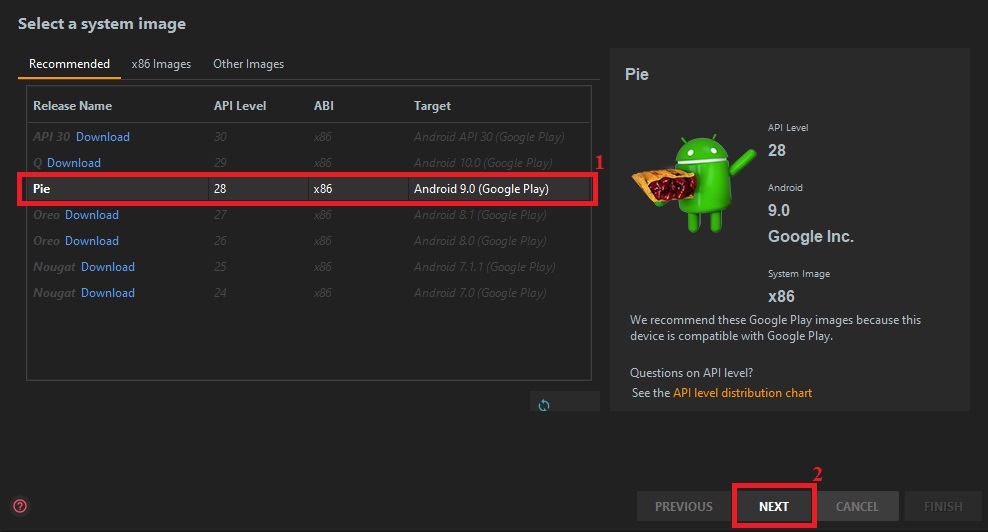 Select a system image
Recommended x86 Images Other Images
Release Name API Level ABI Target
API 30 Download 30 x86 Android API 30 (Google Play)
Q Download 29 x86 Android 10.0 (Google Play)
1
Pie 28 x86 Android 9.0 (Google Play)
Oreo Download 27 x86 Android 8.1 (Google Play)
Oreo Download 26 x86 Android 8.0 (Google Play)
Nougat Download 25 x86 Android 7.1.1 (Google Play)
Nougat Download 24 x86 Android 7.0 (Google Play)
Pie
API Level
28
Android
9.0
Google Inc.
System Image
x86
We recommend these Google Play images because this
device is compatible with Google Play.
Questions on API level?
See the API level distribution chart
2
? PREVIOUS NEXT CANCEL FINISH